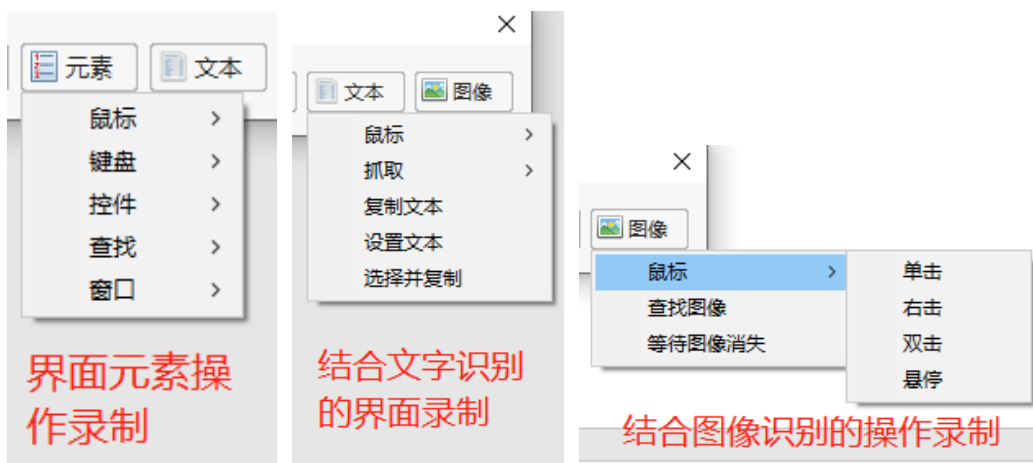 元素
文本
鼠标
键盘
控件
查找
窗口
界面元素操
作录制
文本
图像
鼠标
抓取
复制文本
设置文本
选择并复制
结合文字识别
的界面录制
图像
鼠标
查找图像
等待图像消失
单击
右击
双击
悬停
结合图像识别的操作录制